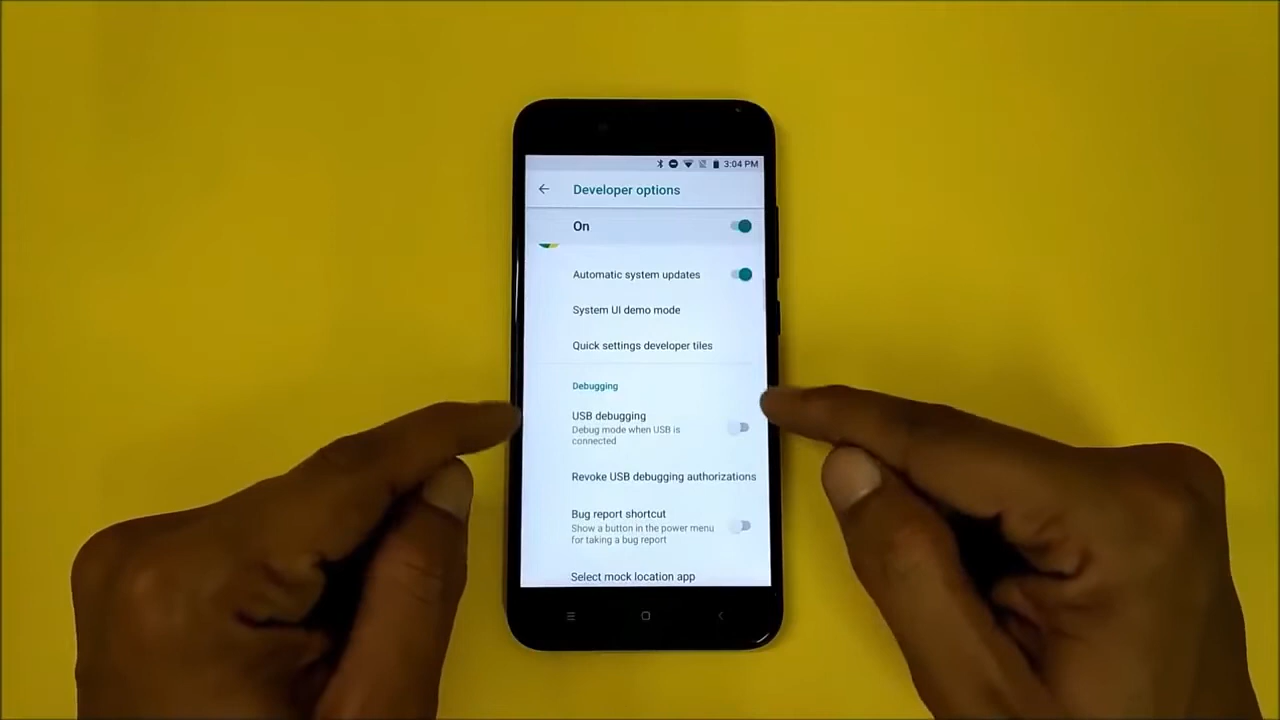 3:04 PM
Developer options
On
Automatic system updates
System UI demo mode
Quick settings developer tiles
Debugging
USB debugging
Debug mode when USB is
connected
Revoke USB debugging authorizations
Bug report shortcut
Show a button in the power menu
for taking a bug report
Select mock location app